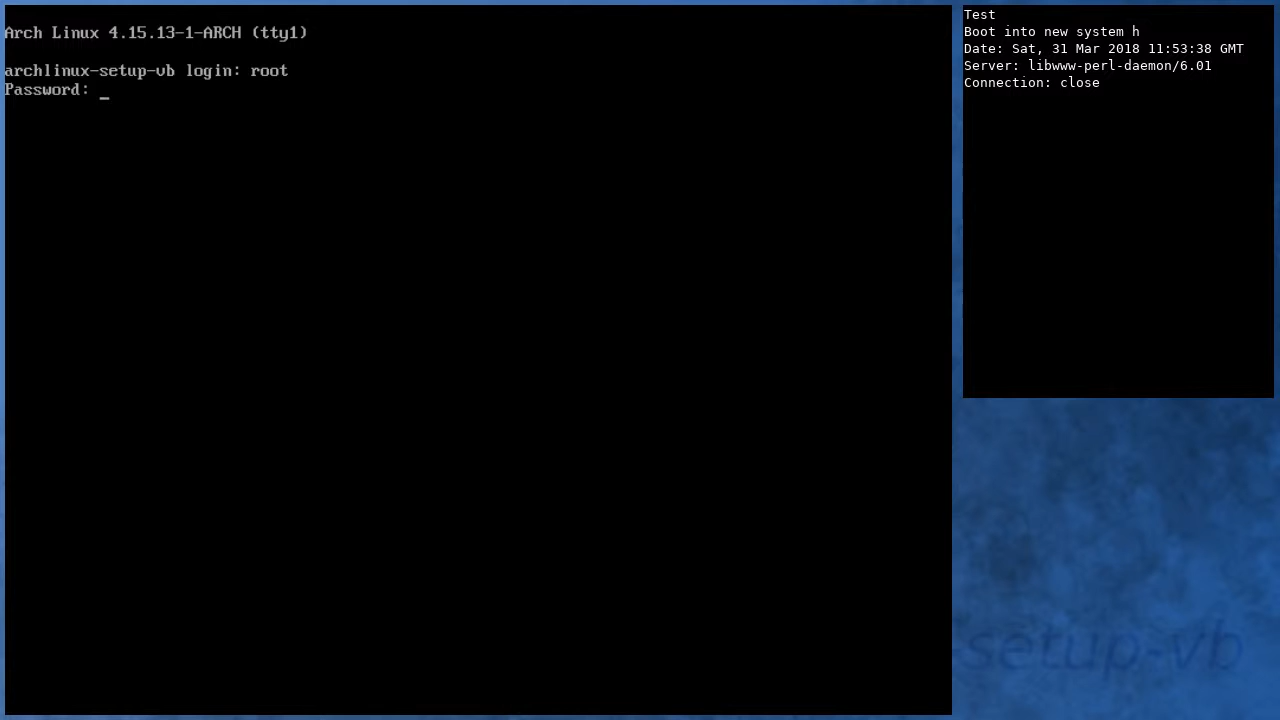 Arch Linux 4.15.13-1-ARCH (tty1)
archlinux-setup-vb login: root
Password: _
Test
Boot into new system h
Date: Sat, 31 Mar 2018 11:53:38 GMT
Server: libwww-perl-daemon/6.01
Connection: close
-setup-vb